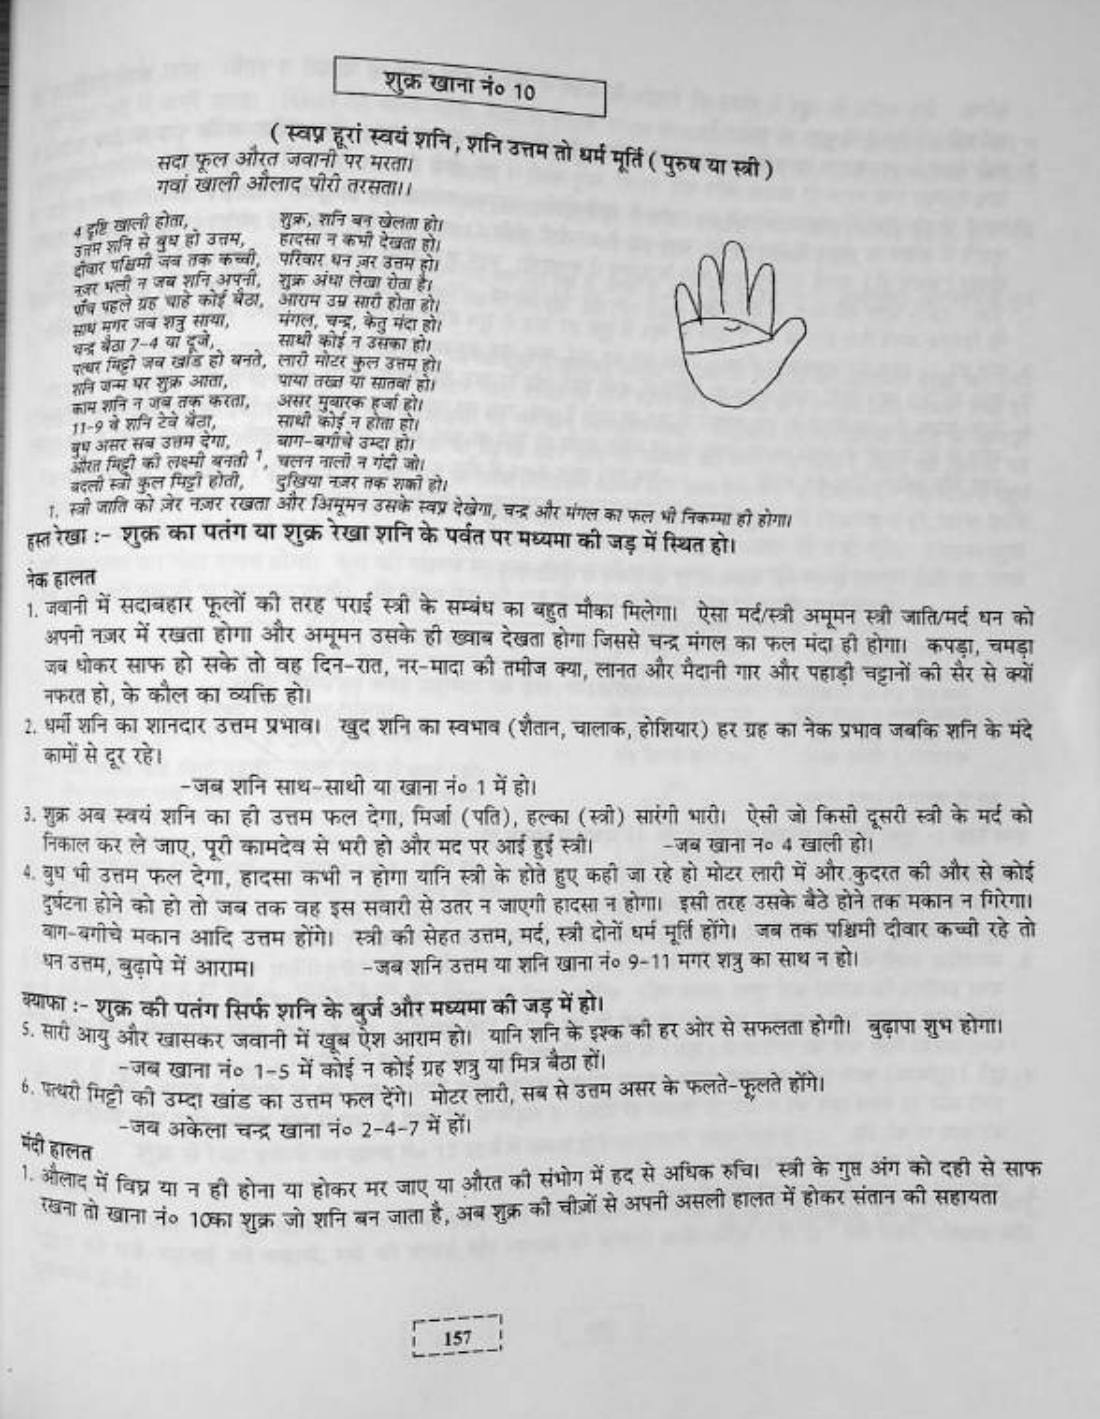 शुक्र खाना नं० 10
( स्वप्न हूरां स्वयं शनि, शनि उत्तम तो धर्म मूर्ति ( पुरुष या स्त्री )
सदा फूल औरत जवानी पर मरता।
गवां खाली औलाद पीरी तरसता।।
4 दृष्टि खाली होता, शुक्र, शनि बन खेलता हो।
उत्तम शनि से बुध हो उत्तम, हादसा न कभी देखता हो।
दीवार पश्चिमी जब तक कच्ची, परिवार धन ज़र उत्तम हो।
नज़र भली न जब शनि अपनी, शुक्र अंधा लेखा रोता है।
पाँच पहले ग्रह चाहे कोई बैठा, आराम उम्र सारी होता हो।
साथ मगर जब शत्रु साया, मंगल, चन्द्र, केतु मंदा हो।
चन्द्र बैठा 7-4 या दूजे, साथी कोई न उसका हो।
पत्थर मिट्टी जब खाँड हो बनते, लारी मोटर कुल उत्तम हो।
शनि जन्म घर शुक्र आता, पाया तख्त या सातवां हो।
काम शनि न जब तक करता, असर मुबारक हर्जा हो।
11-9 वे शनि टेवे बैठा, साथी कोई न होता हो।
बुध असर सब उत्तम देगा, बाग-बगीचे उम्दा हो।
औरत मिट्टी की लक्ष्मी बनती 1, चलन नाली न गंदी जो।
बदली स्त्री कुल मिट्टी होती, दुखिया नज़र तक शक्की हो।
1. स्त्री जाति को ज़ेर नज़र रखता और अिमूमन उसके स्वप्न देखेगा, चन्द्र और मंगल का फल भी निकम्मा ही होगा।
हस्त रेखा :- शुक्र का पतंग या शुक्र रेखा शनि के पर्वत पर मध्यमा की जड़ में स्थित हो।
नेक हालत
1. जवानी में सदाबहार फूलों की तरह पराई स्त्री के सम्बंध का बहुत मौका मिलेगा। ऐसा मर्द/स्त्री अमूमन स्त्री जाति/मर्द धन को
अपनी नज़र में रखता होगा और अमूमन उसके ही ख्वाब देखता होगा जिससे चन्द्र मंगल का फल मंदा ही होगा। कपड़ा, चमड़ा
जब धोकर साफ हो सके तो वह दिन-रात, नर-मादा की तमीज क्या, लानत और मैदानी गार और पहाड़ी चट्टानों की सैर से क्यों
नफरत हो, के कौल का व्यक्ति हो।
2. धर्मी शनि का शानदार उत्तम प्रभाव। खुद शनि का स्वभाव (शैतान, चालाक, होशियार) हर ग्रह का नेक प्रभाव जबकि शनि के मंदे
कामों से दूर रहे।
-जब शनि साथ-साथी या खाना नं० 1 में हो।
3. शुक्र अब स्वयं शनि का ही उत्तम फल देगा, मिर्जा (पति), हल्का (स्त्री) सारंगी भारी। ऐसी जो किसी दूसरी स्त्री के मर्द को
निकाल कर ले जाए, पूरी कामदेव से भरी हो और मद पर आई हुई स्त्री। -जब खाना न० 4 खाली हो।
4. बुध भी उत्तम फल देगा, हादसा कभी न होगा यानि स्त्री के होते हुए कही जा रहे हो मोटर लारी में और कुदरत की और से कोई
दुर्घटना होने को हो तो जब तक वह इस सवारी से उतर न जाएगी हादसा न होगा। इसी तरह उसके बैठे होने तक मकान न गिरेगा।
बाग-बगीचे मकान आदि उत्तम होंगे। स्त्री की सेहत उत्तम, मर्द, स्त्री दोनों धर्म मूर्ति होंगे। जब तक पश्चिमी दीवार कच्ची रहे तो
धन उत्तम, बुढ़ापे में आराम। -जब शनि उत्तम या शनि खाना नं० 9-11 मगर शत्रु का साथ न हो।
क्याफा :- शुक्र की पतंग सिर्फ शनि के बुर्ज और मध्यमा की जड़ में हो।
5. सारी आयु और खासकर जवानी में खूब ऐश आराम हो। यानि शनि के इश्क की हर ओर से सफलता होगी। बुढ़ापा शुभ होगा।
-जब खाना नं० 1-5 में कोई न कोई ग्रह शत्रु या मित्र बैठा हों।
6. पत्थरी मिट्टी की उम्दा खांड का उत्तम फल देंगे। मोटर लारी, सब से उत्तम असर के फलते-फूलते होंगे।
-जब अकेला चन्द्र खाना नं० 2-4-7 में हों।
मंदी हालत
1. औलाद में विघ्न या न ही होना या होकर मर जाए या औरत की संभोग में हद से अधिक रुचि। स्त्री के गुप्त अंग को दही से साफ
रखना तो खाना नं० 10का शुक्र जो शनि बन जाता है, अब शुक्र की चीज़ों से अपनी असली हालत में होकर संतान की सहायता
157